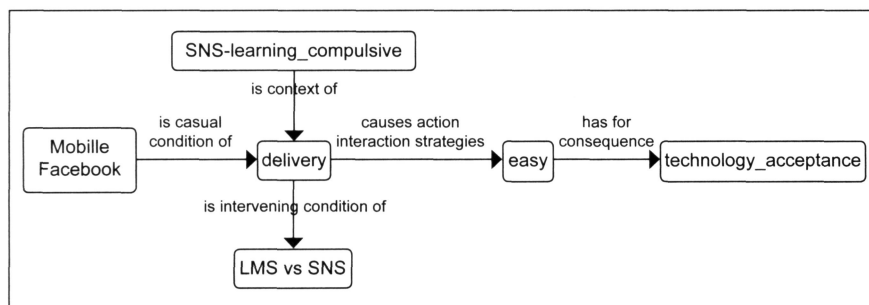 SNS-learning_compulsive
is context of
is casual
condition of
causes action
interaction strategies
has for
consequence
Mobille
Facebook
delivery
easy
technology_acceptance
is intervening condition of
LMS vs SNS